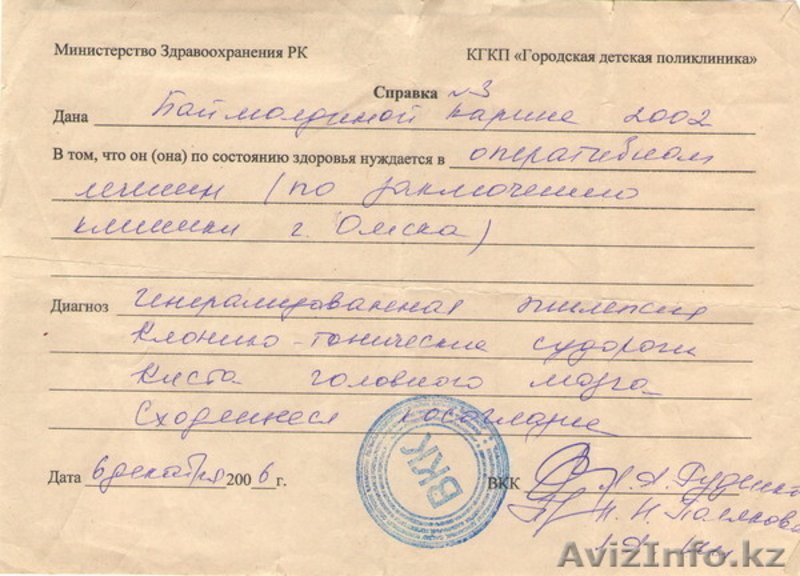 Министерство Здравоохранения РК КГКП «Городская детская поликлиника»
Справка №3
Дана Баймолдиной Карине 2002
В том, что он (она) по состоянию здоровья нуждается в оперативном
лечении (по заключению
клиники г. Омска)
Диагноз Генерализованная эпилепсия
Клонико-тонические судороги
Киста головного мозга
Сходящееся косоглазие
Дата 6 декабря 2006 г. ВКК
ВКК
AvizInfo.kz